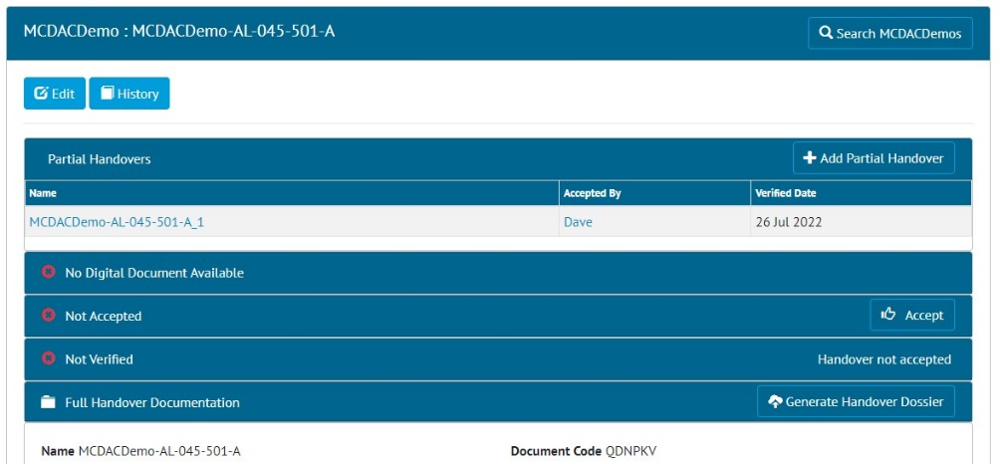 MCDACDemo : MCDACDemo-AL-045-501-A
Search MCDACDemos
Edit
History
Partial Handovers
Add Partial Handover
Name Accepted By Verified Date
MCDACDemo-AL-045-501-A_1 Dave 26 Jul 2022
No Digital Document Available
Not Accepted
Accept
Not Verified
Handover not accepted
Full Handover Documentation
Generate Handover Dossier
Name MCDACDemo-AL-045-501-A
Document Code QDNPKV